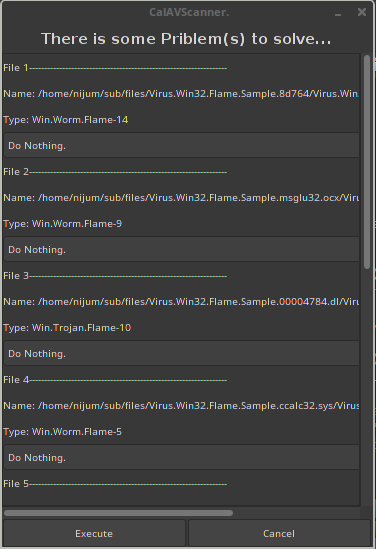 CalAVScanner.
There is some Priblem(s) to solve...
File 1------------------------------------------------------------
Name: /home/nijum/sub/files/Virus.Win32.Flame.Sample.8d764/Virus.Win.
Type: Win.Worm.Flame-14
Do Nothing.
File 2------------------------------------------------------------
Name: /home/nijum/sub/files/Virus.Win32.Flame.Sample.msglu32.ocx/Viru
Type: Win.Worm.Flame-9
Do Nothing.
File 3------------------------------------------------------------
Name: /home/nijum/sub/files/Virus.Win32.Flame.Sample.00004784.dl/Viru
Type: Win.Trojan.Flame-10
Do Nothing.
File 4------------------------------------------------------------
Name: /home/nijum/sub/files/Virus.Win32.Flame.Sample.ccalc32.sys/Virus
Type: Win.Worm.Flame-5
Do Nothing.
File 5------------------------------------------------------------
Execute
Cancel